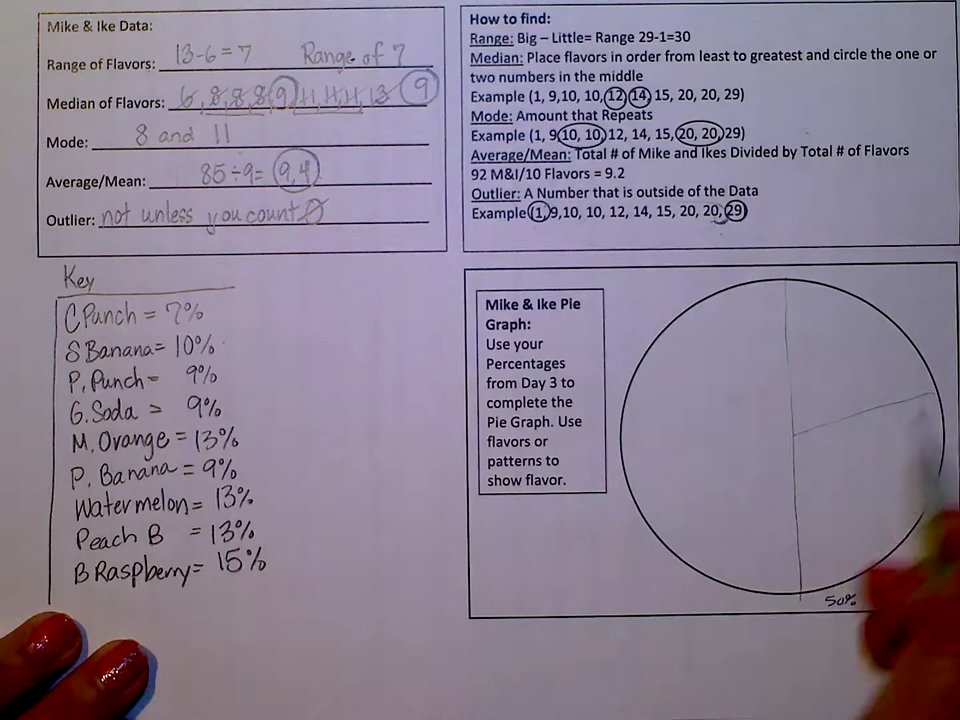 Mike & Ike Data:
Range of Flavors: 13-6=7 Range of 7
Median of Flavors: 6, 8, 8, 8, 9, 11, 11, 11, 13 9
Mode: 8 and 11
Average/Mean: 85÷9= 9.4
Outlier: not unless you count 0
How to find:
Range: Big – Little= Range 29-1=30
Median: Place flavors in order from least to greatest and circle the one or
two numbers in the middle
Example (1, 9,10, 10, 12, 14, 15, 20, 20, 29)
Mode: Amount that Repeats
Example (1, 9, 10, 10, 12, 14, 15, 20, 20, 29)
Average/Mean: Total # of Mike and Ikes Divided by Total # of Flavors
92 M&I/10 Flavors = 9.2
Outlier: A Number that is outside of the Data
Example (1, 9,10, 10, 12, 14, 15, 20, 20, 29)
Key
C Punch = 7%
S Banana= 10%
P. Punch= 9%
G. Soda = 9%
M. Orange = 13%
P. Banana = 9%
Watermelon= 13%
Peach B = 13%
B Raspberry= 15%
Mike & Ike Pie
Graph:
Use your
Percentages
from Day 3 to
complete the
Pie Graph. Use
flavors or
patterns to
show flavor.
50%